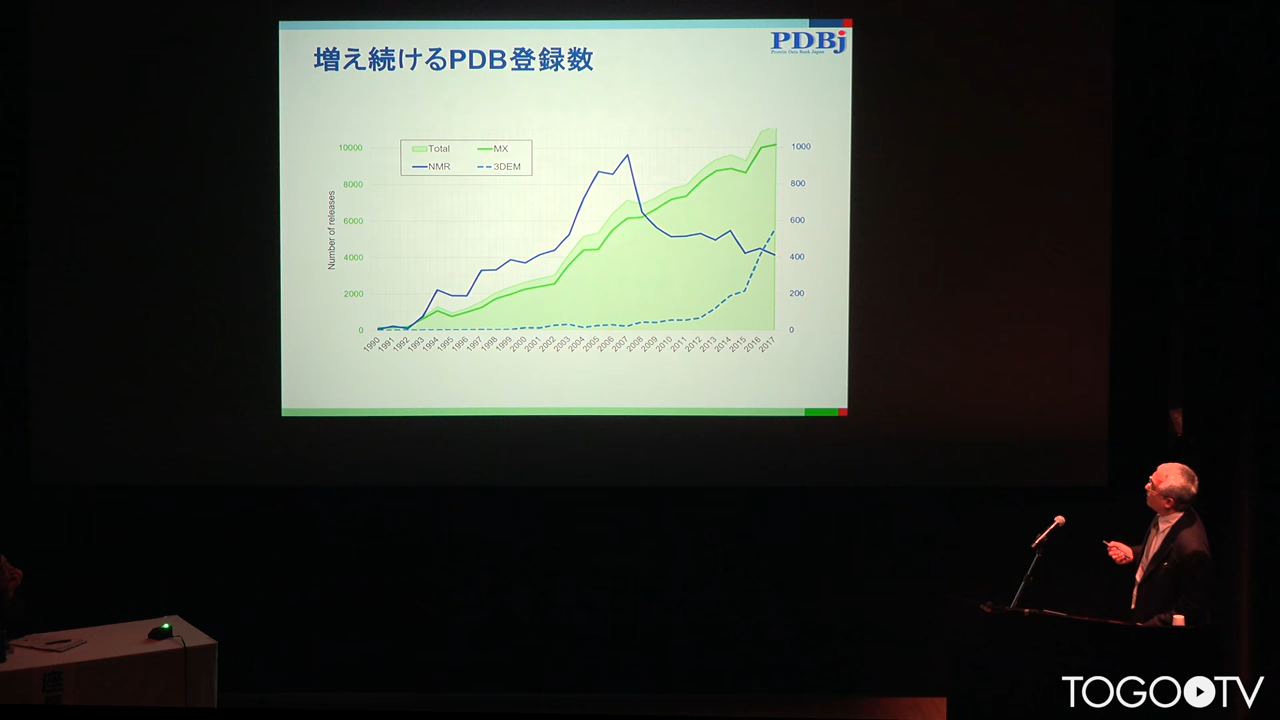 増え続けるPDB登録数
PDBj
Protein Data Bank Japan
Total
MX
NMR
3DEM
Number of releases
10000
8000
6000
4000
2000
0
1000
800
600
400
200
0
1990 1991 1992 1993 1994 1995 1996 1997 1998 1999 2000 2001 2002 2003 2004 2005 2006 2007 2008 2009 2010 2011 2012 2013 2014 2015 2016 2017
座
TOGOTV